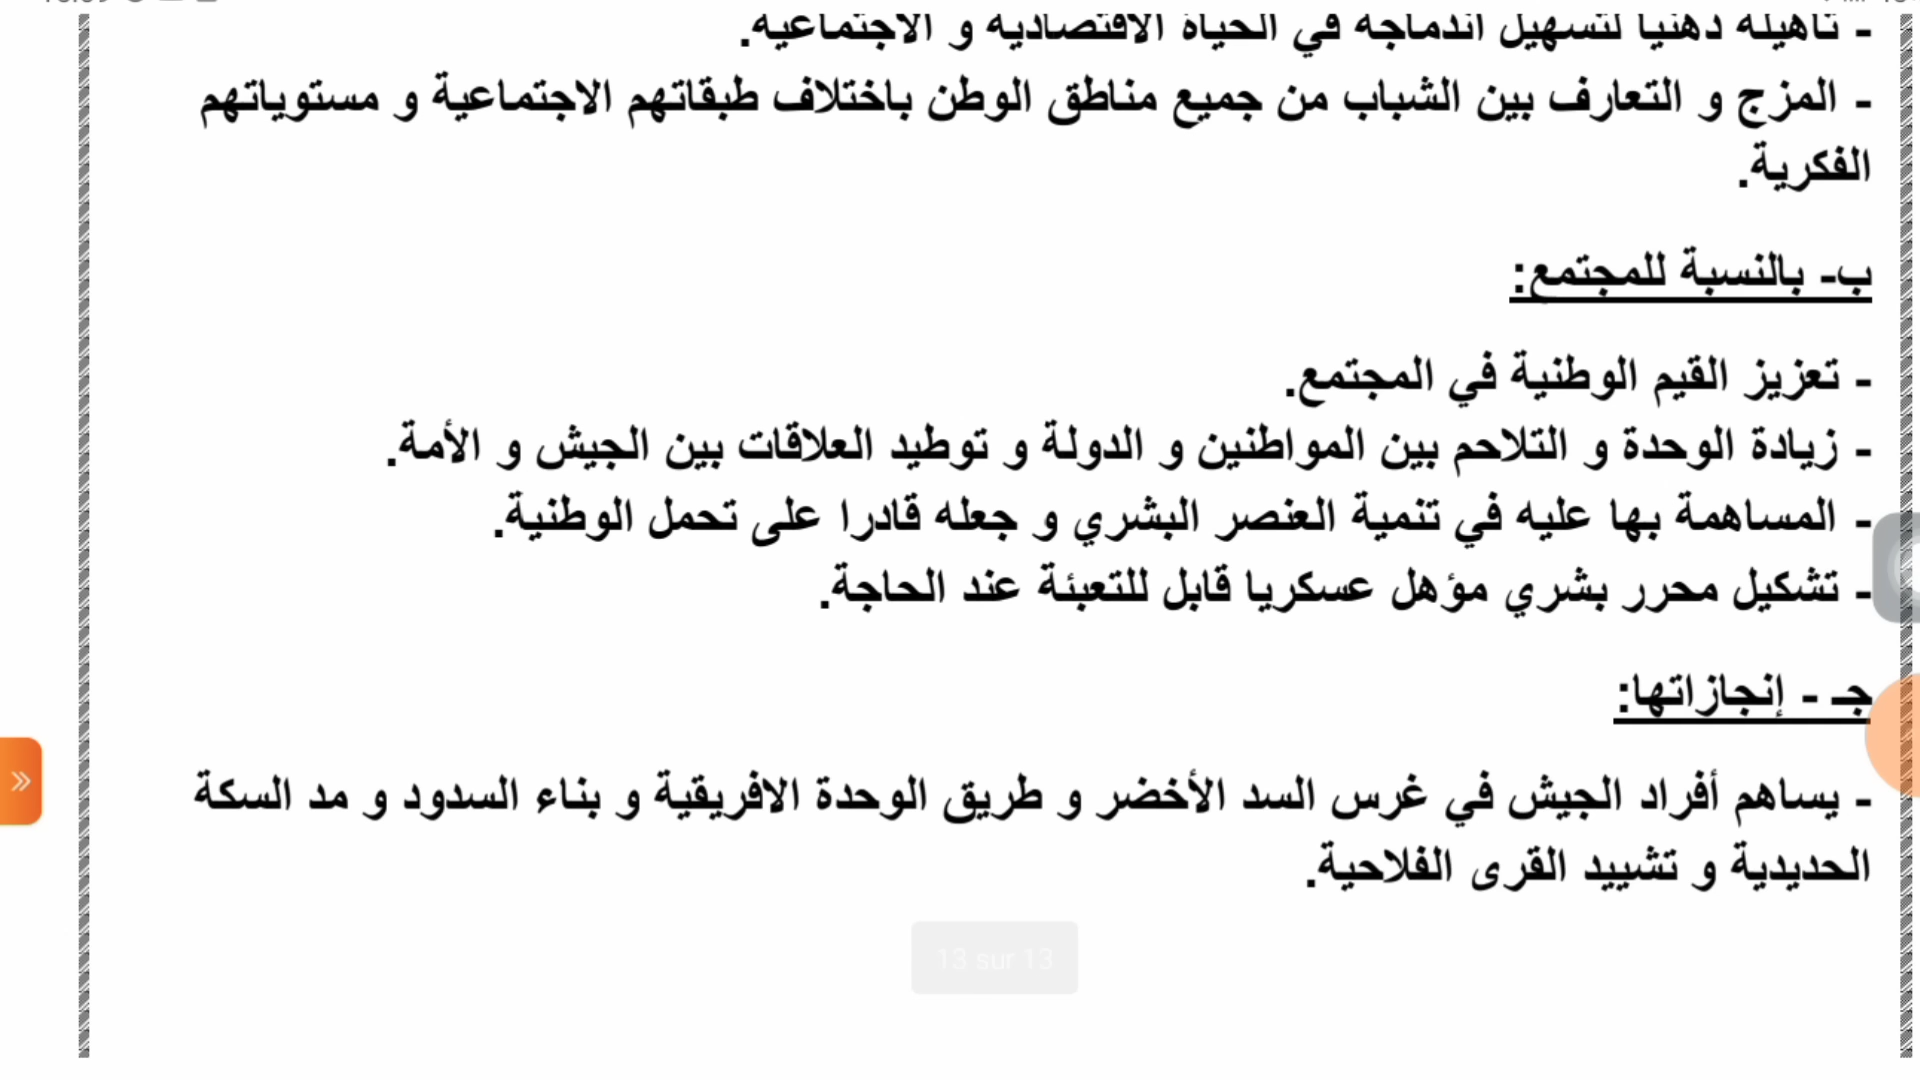 - تأهيله ذهنيا لتسهيل اندماجه في الحياة الاقتصادية و الاجتماعية.
- المزج و التعارف بين الشباب من جميع مناطق الوطن باختلاف طبقاتهم الاجتماعية و مستوياتهم
الفكرية.
ب- بالنسبة للمجتمع:
- تعزيز القيم الوطنية في المجتمع.
- زيادة الوحدة و التلاحم بين المواطنين و الدولة و توطيد العلاقات بين الجيش و الأمة.
- المساهمة بها عليه في تنمية العنصر البشري و جعله قادرا على تحمل الوطنية.
- تشكيل محرر بشري مؤهل عسكريا قابل للتعبئة عند الحاجة.
جـ - إنجازاتها:
- يساهم أفراد الجيش في غرس السد الأخضر و طريق الوحدة الافريقية و بناء السدود و مد السكة
الحديدية و تشييد القرى الفلاحية.
13 sur 13